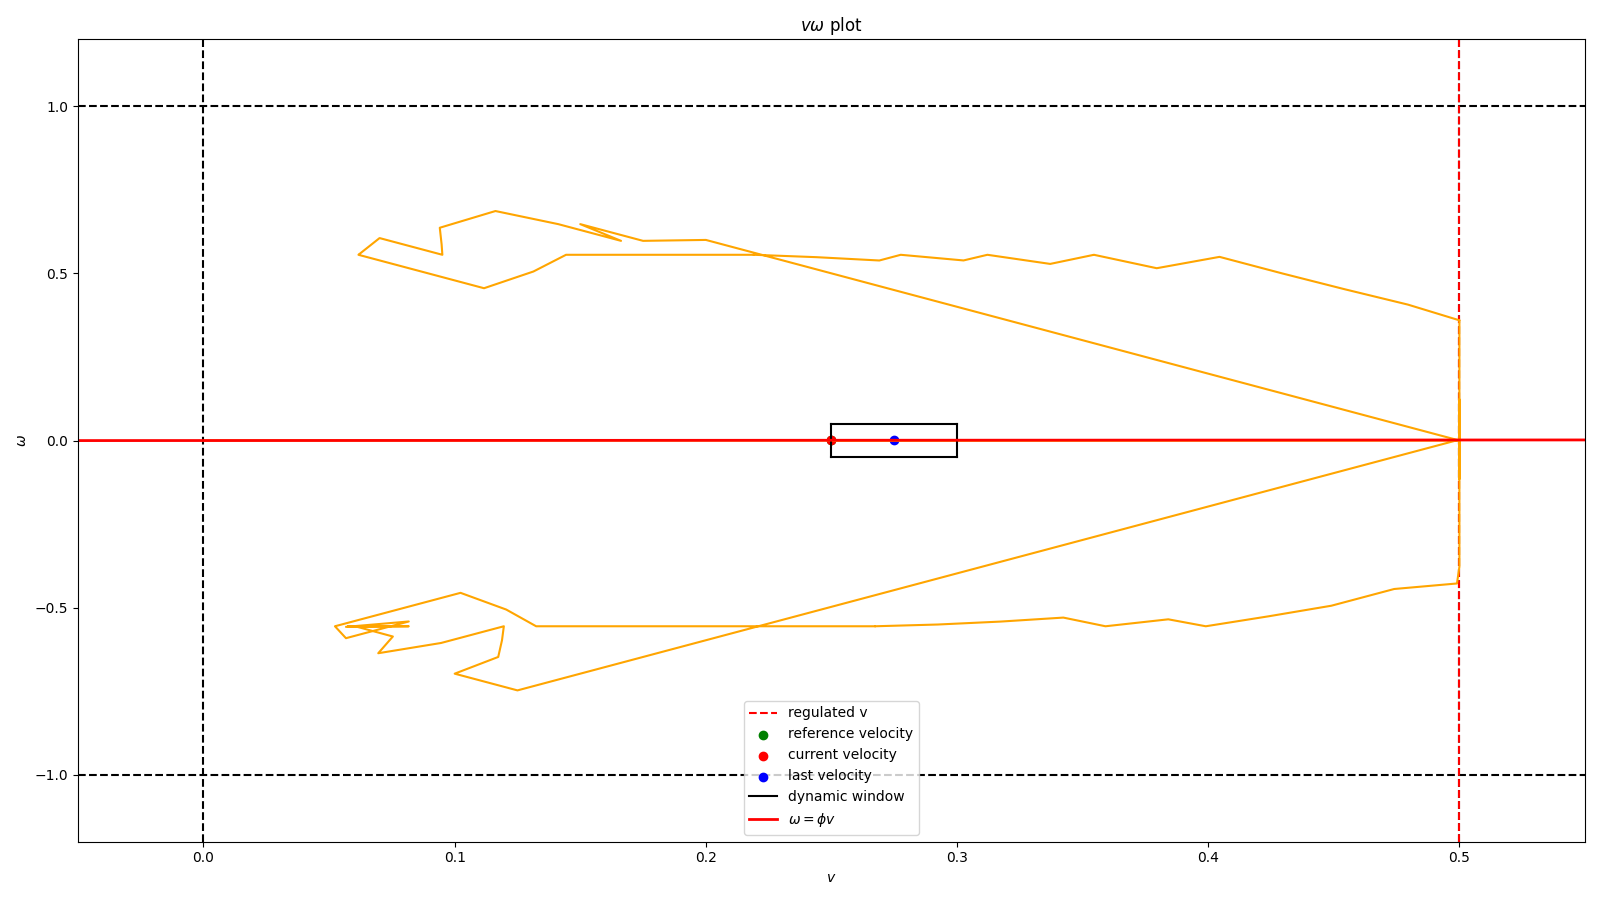 vω plot
1.0
0.5
0.0
−0.5
−1.0
ω
0.0
0.1
0.2
0.3
0.4
0.5
v
regulated v
reference velocity
current velocity
last velocity
dynamic window
ω = ϕv